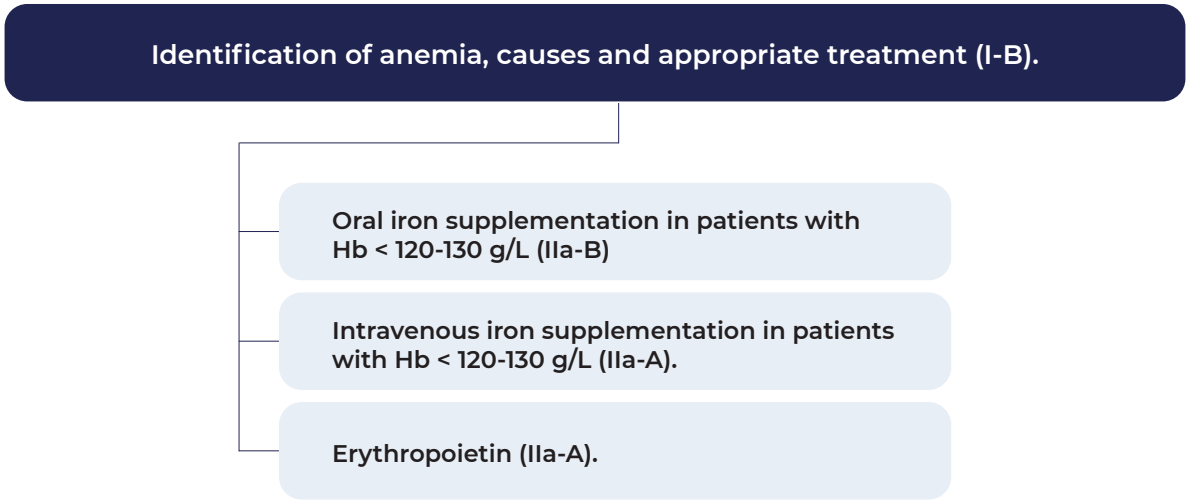 Identification of anemia, causes and appropriate treatment (I-B).
Oral iron supplementation in patients with
Hb < 120-130 g/L (IIa-B)
Intravenous iron supplementation in patients
with Hb < 120-130 g/L (IIa-A).
Erythropoietin (IIa-A).